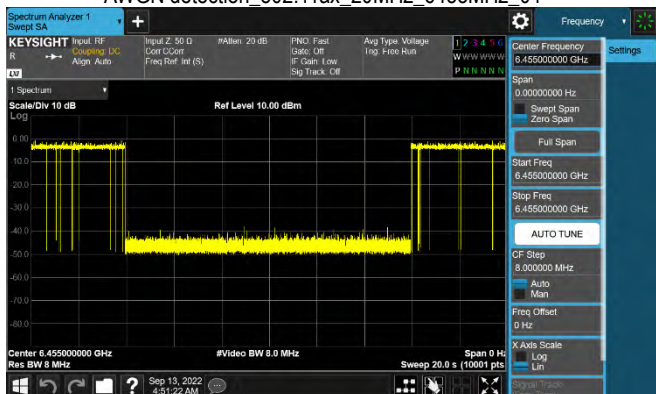 Spectrum Analyzer 1
Swept SA
Frequency
KEYSIGHT
Input: RF
Coupling: DC
Align: Auto
R
LXI
Input Z: 50 Ω
Corr CCorr
Freq Ref: Int (S)
#Atten: 20 dB
PNO: Fast
Gate: Off
IF Gain: Low
Sig Track: Off
Avg Type: Voltage
Trig: Free Run
1 2 3 4 5 6
W W W W W W
P N N N N N
1 Spectrum
Scale/Div 10 dB
Ref Level 10.00 dBm
Log
0.00
-10.0
-20.0
-30.0
-40.0
-50.0
-60.0
-70.0
-80.0
Center 6.455000000 GHz
#Video BW 8.0 MHz
Span 0 Hz
Res BW 8 MHz
Sweep 20.0 s (10001 pts
Sep 13, 2022
4:51:22 AM
Center Frequency
6.455000000 GHz
Settings
Span
0.00000000 Hz
Swept Span
Zero Span
Full Span
Start Freq
6.455000000 GHz
Stop Freq
6.455000000 GHz
AUTO TUNE
CF Step
8.000000 MHz
Auto
Man
Freq Offset
0 Hz
X Axis Scale
Log
Lin
Signal Track